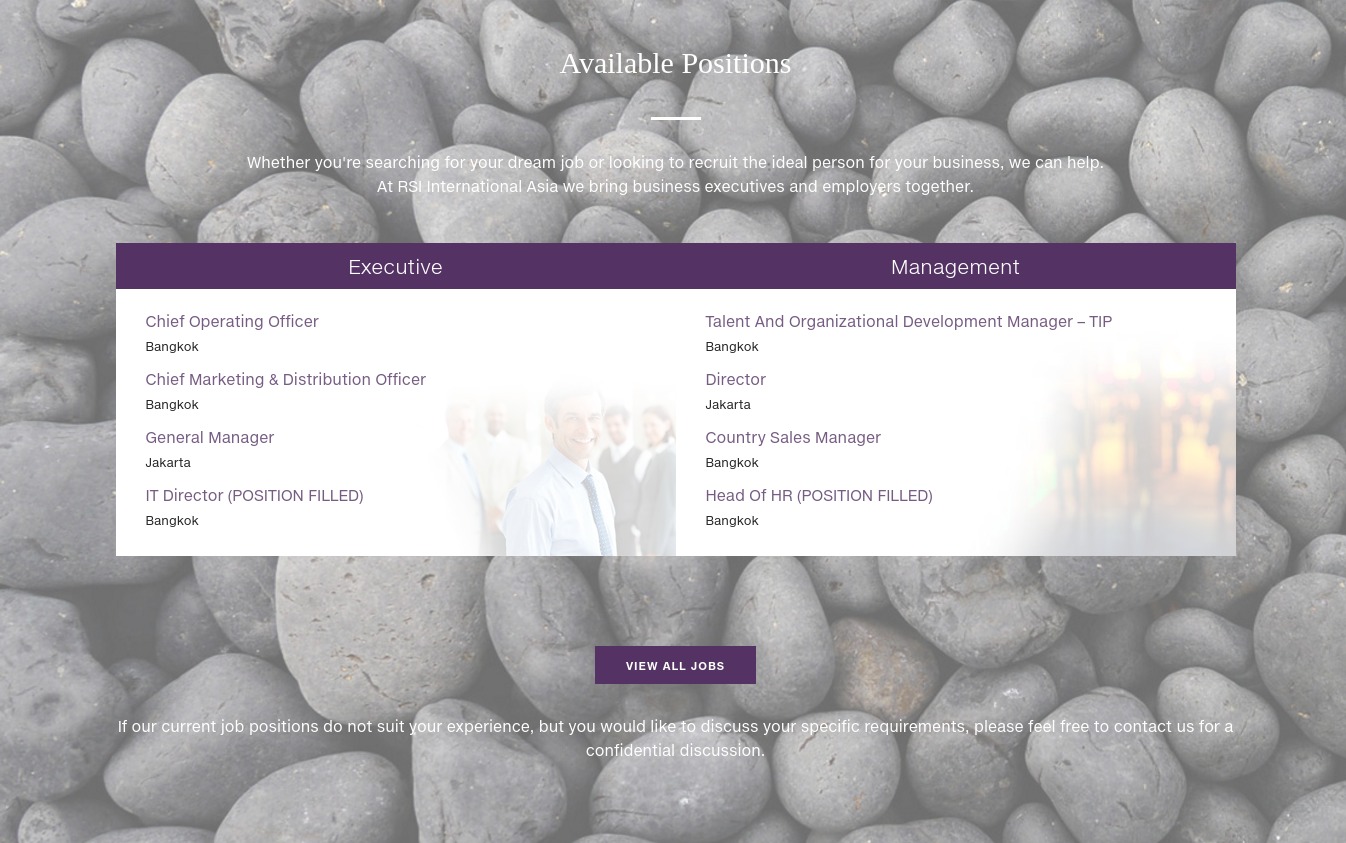 Available Positions
Whether you're searching for your dream job or looking to recruit the ideal person for your business, we can help.
At RSI International Asia we bring business executives and employers together.
Executive
Chief Operating Officer
Bangkok
Chief Marketing & Distribution Officer
Bangkok
General Manager
Jakarta
IT Director (POSITION FILLED)
Bangkok
Management
Talent And Organizational Development Manager – TIP
Bangkok
Director
Jakarta
Country Sales Manager
Bangkok
Head Of HR (POSITION FILLED)
Bangkok
VIEW ALL JOBS
If our current job positions do not suit your experience, but you would like to discuss your specific requirements, please feel free to contact us for a
confidential discussion.